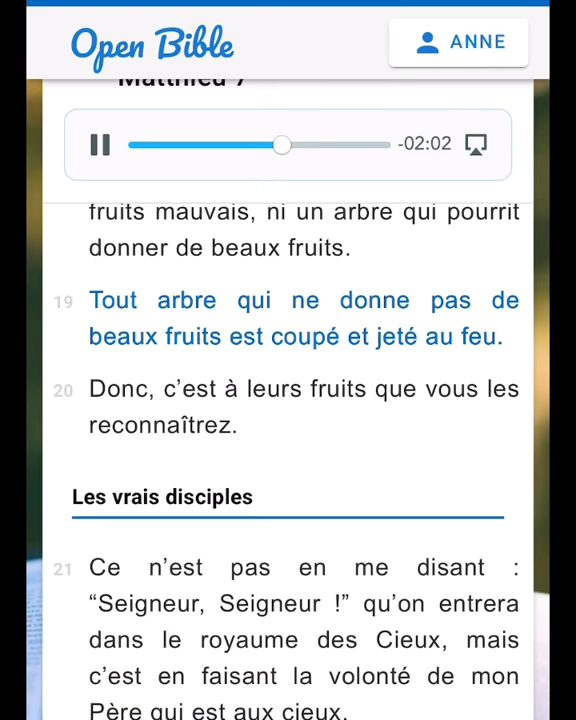 Open Bible
ANNE
Matthieu 7
-02:02
fruits mauvais, ni un arbre qui pourrit
donner de beaux fruits.
19 Tout arbre qui ne donne pas de
beaux fruits est coupé et jeté au feu.
20 Donc, c’est à leurs fruits que vous les
reconnaîtrez.
Les vrais disciples
21 Ce n’est pas en me disant :
“Seigneur, Seigneur !” qu’on entrera
dans le royaume des Cieux, mais
c’est en faisant la volonté de mon
Père qui est aux cieux.